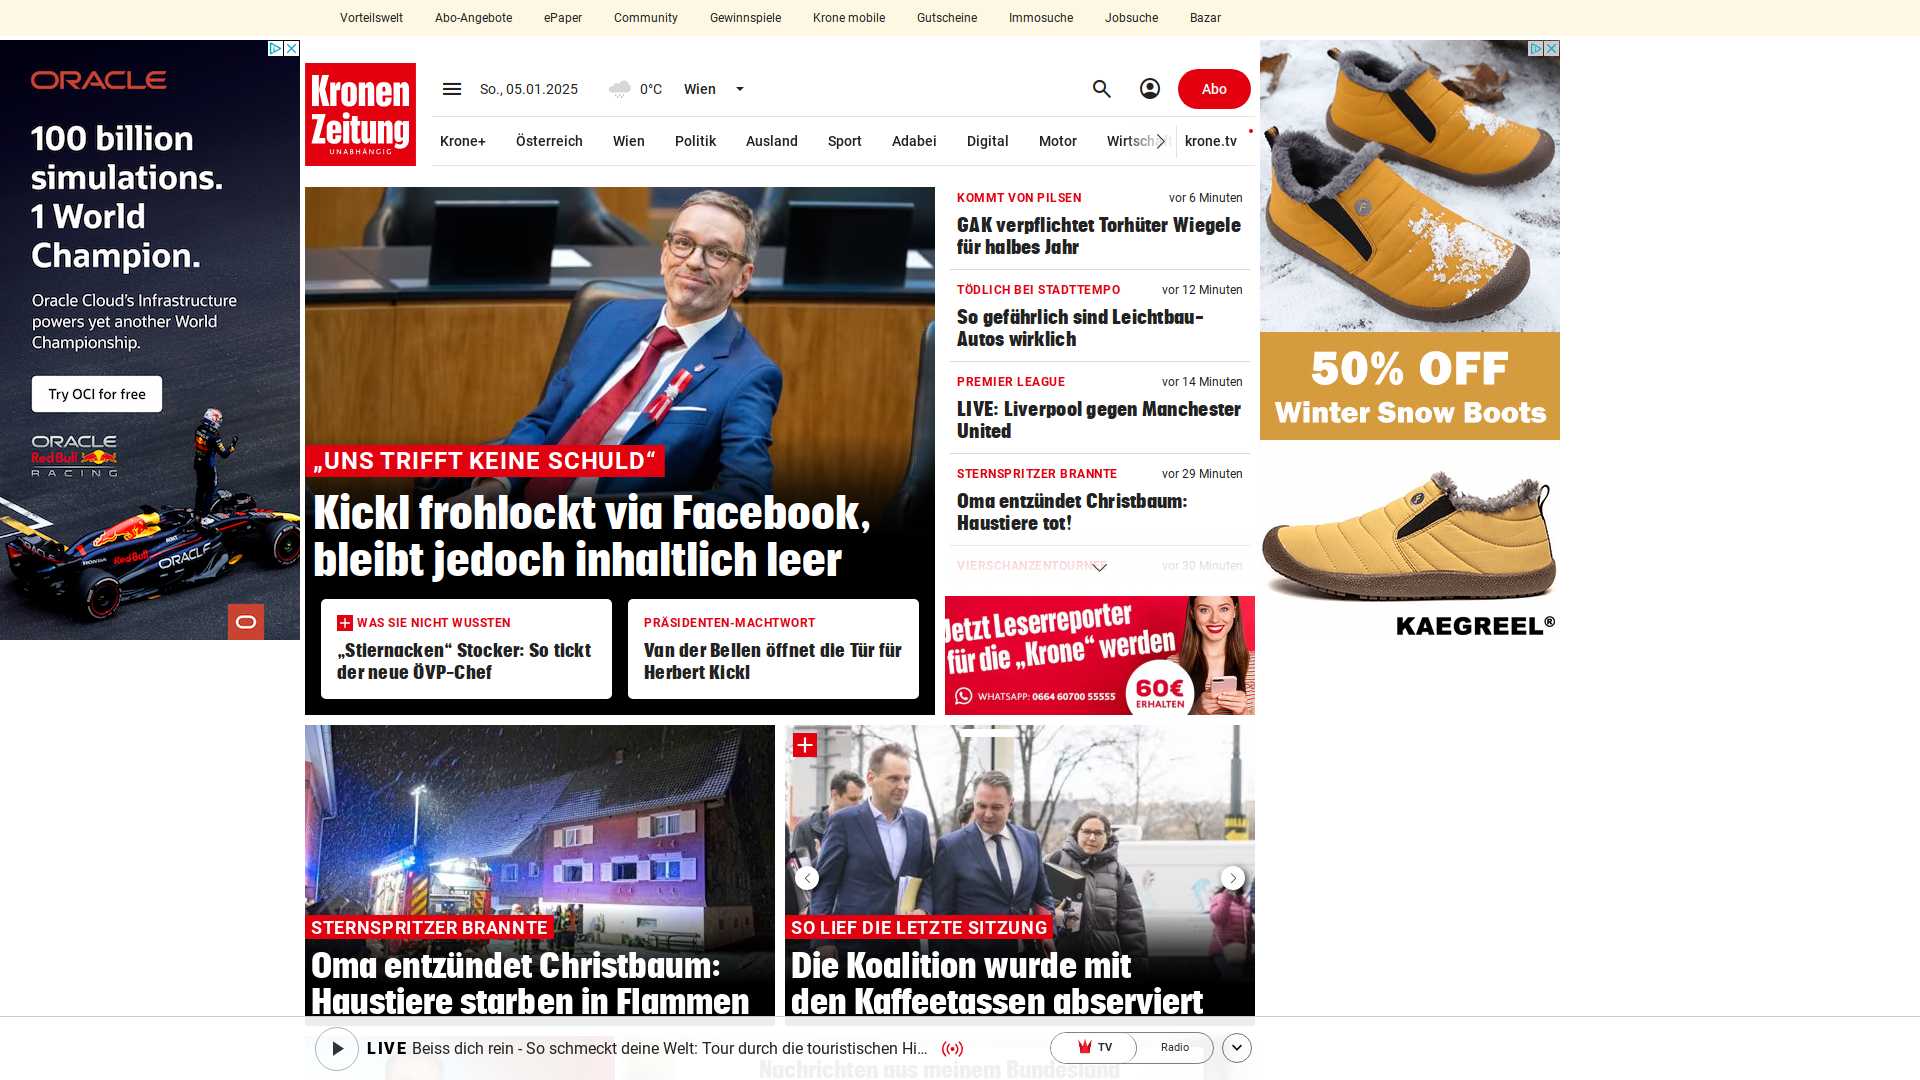 Vorteilswelt Abo-Angebote ePaper Community Gewinnspiele Krone mobile Gutscheine Immosuche Jobsuche Bazar
ORACLE
100 billion
simulations.
1 World
Champion.
Oracle Cloud's Infrastructure
powers yet another World
Championship.
Try OCI for free
ORACLE
Red Bull
RACING
Kronen
Zeitung
UNABHÄNGIG
So., 05.01.2025 0°C Wien
Abo
Krone+ Österreich Wien Politik Ausland Sport Adabei Digital Motor Wirtscha krone.tv
„UNS TRIFFT KEINE SCHULD“
Kickl frohlockt via Facebook,
bleibt jedoch inhaltlich leer
WAS SIE NICHT WUSSTEN
„Stiernacken“ Stocker: So tickt
der neue ÖVP-Chef
PRÄSIDENTEN-MACHTWORT
Van der Bellen öffnet die Tür für
Herbert Kickl
KOMMT VON PILSEN vor 6 Minuten
GAK verpflichtet Torhüter Wiegele
für halbes Jahr
TÖDLICH BEI STADTTEMPO vor 12 Minuten
So gefährlich sind Leichtbau-
Autos wirklich
PREMIER LEAGUE vor 14 Minuten
LIVE: Liverpool gegen Manchester
United
STERNSPRITZER BRANNTE vor 29 Minuten
Oma entzündet Christbaum:
Haustiere tot!
VIERSCHANZENTOURNEE vor 30 Minuten
Jetzt Leserreporter
für die „Krone“ werden
WHATSAPP: 0664 60700 55555
60€
ERHALTEN
50% OFF
Winter Snow Boots
KAEGREEL®
STERNSPRITZER BRANNTE
Oma entzündet Christbaum:
Haustiere starben in Flammen
SO LIEF DIE LETZTE SITZUNG
Die Koalition wurde mit
den Kaffeetassen abserviert
LIVE Beiss dich rein - So schmeckt deine Welt: Tour durch die touristischen Hi...
TV Radio
Nachrichten aus meinem Bundesland